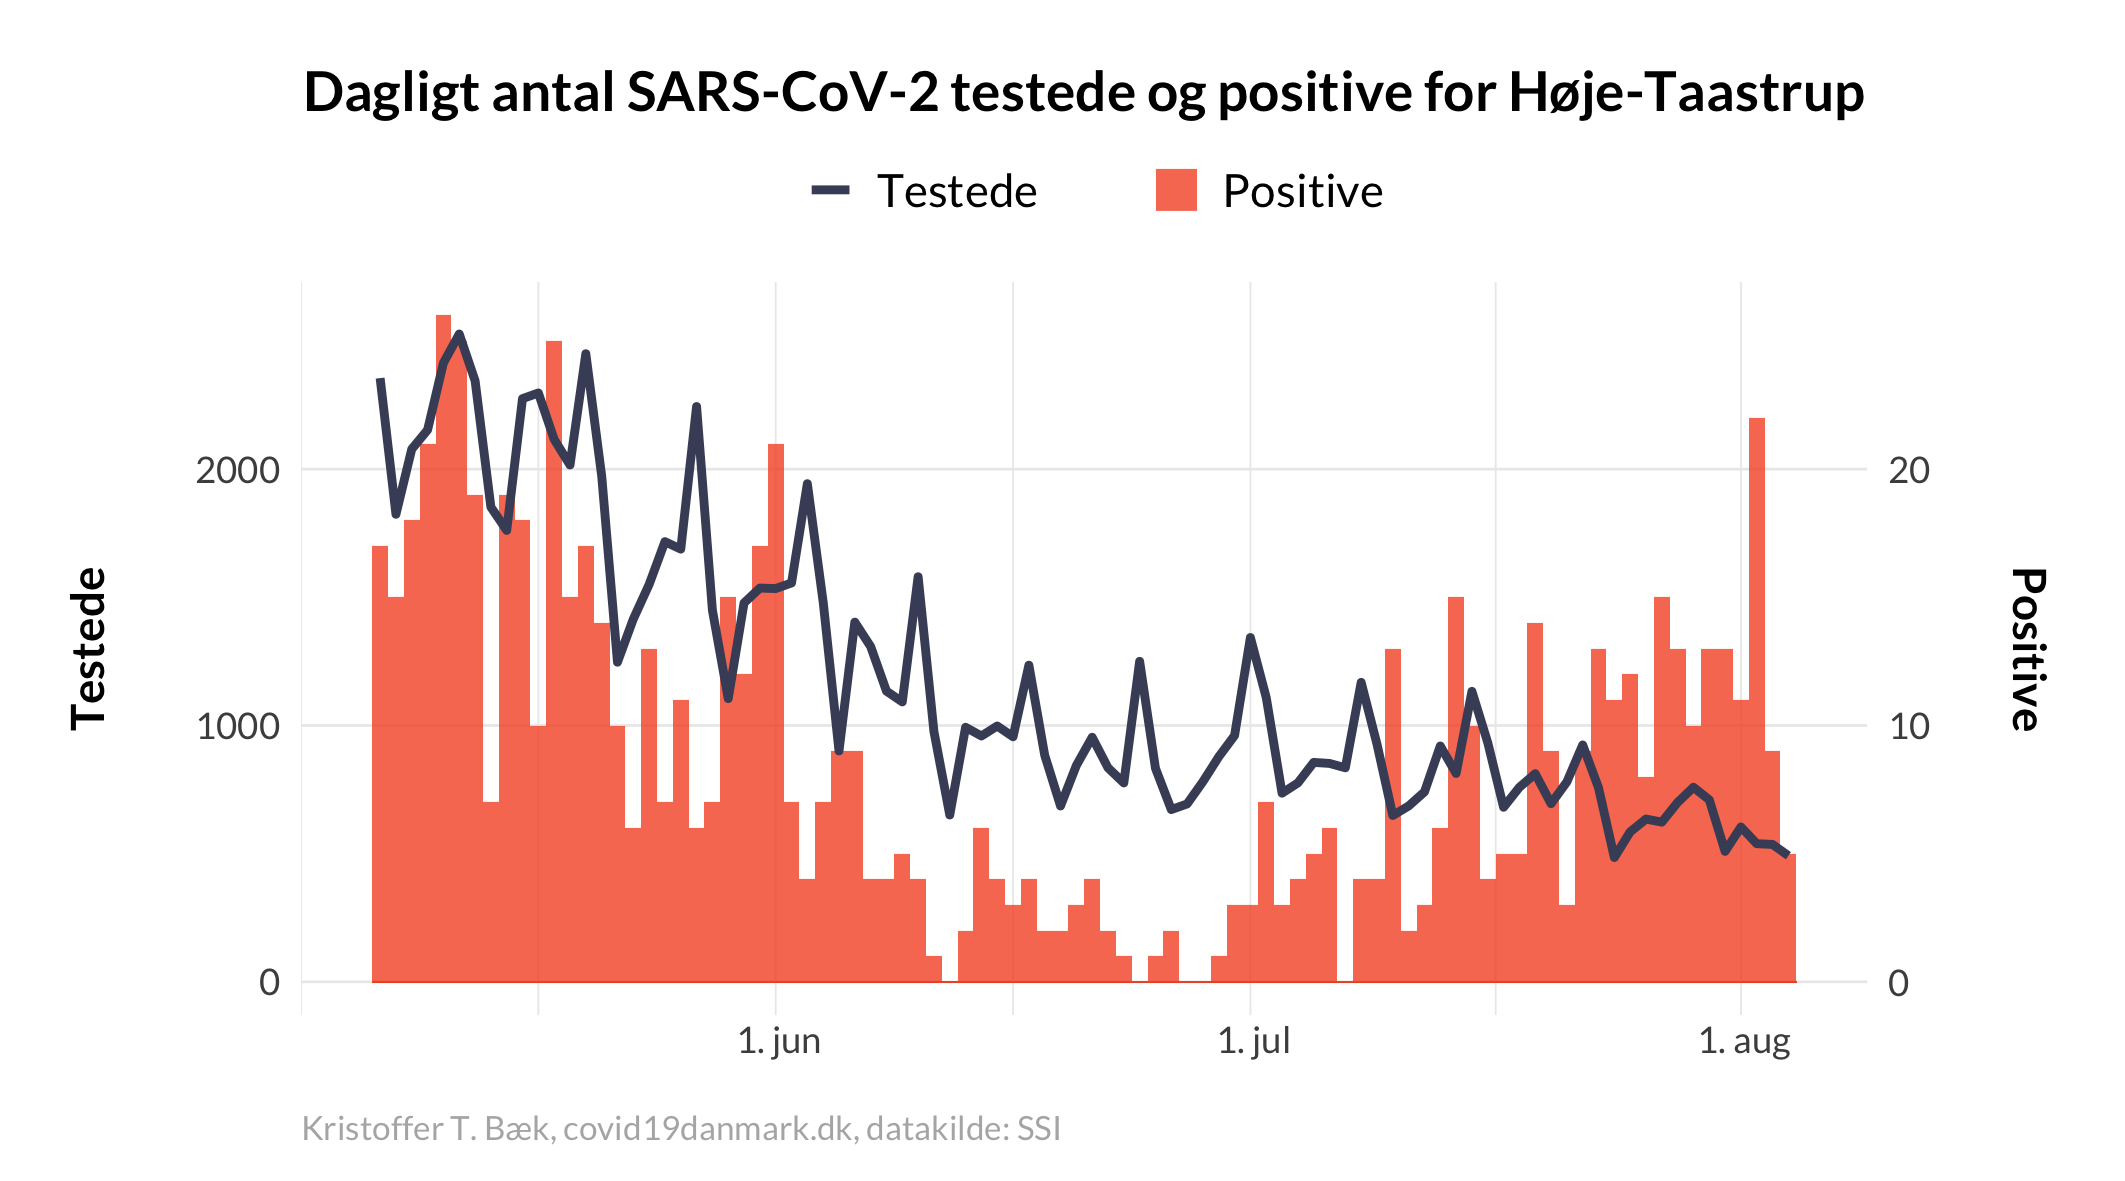 Dagligt antal SARS-CoV-2 testede og positive for Høje-Taastrup
Testede
Positive
Testede
2000
1000
0
20
10
0
Positive
1. jun
1. jul
1. aug
Kristoffer T. Bæk, covid19danmark.dk, datakilde: SSI